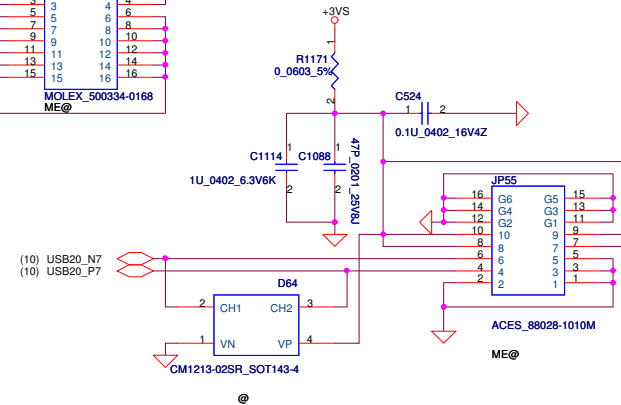 3 4
5 6
7 8
9 10
11 12
13 14
15 16
3
5
7
9
11
13
15
4
6
8
10
12
14
16
MOLEX_500334-0168
ME@
+3VS
1
R1171
0_0603_5%
2
C524
1 2
0.1U_0402_16V4Z
1 1
C1114 C1088
1U_0402_6.3V6K
2 2
47P_0201_25V8J
JP55
16 G6 G5 15
14 G4 G3 13
12 G2 G1 11
10 10 9 9
8 8 7 7
6 6 5 5
4 4 3 3
2 2 1 1
ACES_88028-1010M
ME@
(10) USB20_N7
(10) USB20_P7
D64
2 CH1 CH2 3
1 VN VP 4
CM1213-02SR_SOT143-4
@